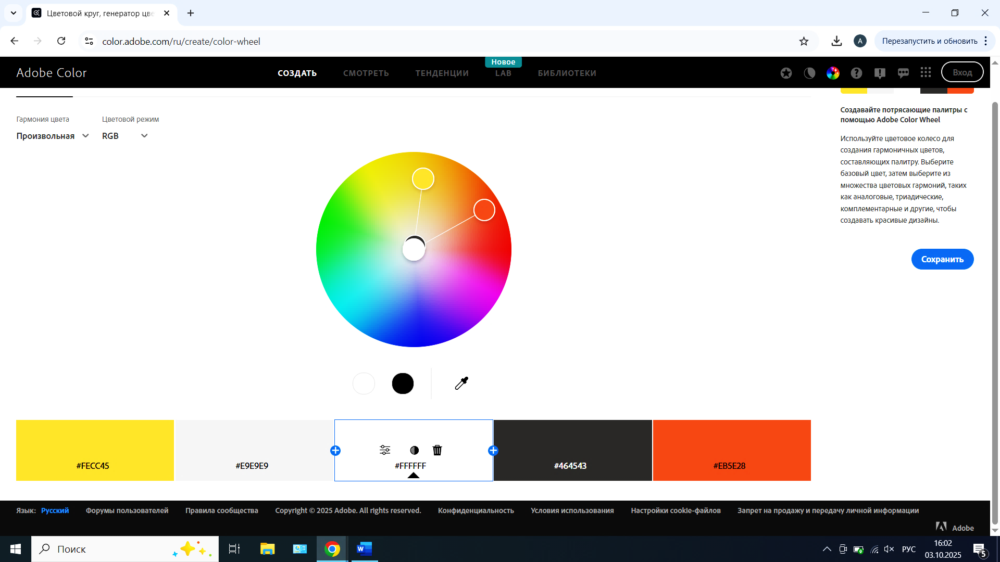 Цветовой круг, генератор цве
color.adobe.com/ru/create/color-wheel
А
Перезапустить и обновить
Adobe Color
СОЗДАТЬ
СМОТРЕТЬ
ТЕНДЕНЦИИ
Новое
LAB
БИБЛИОТЕКИ
Вход
Гармония цвета
Цветовой режим
Произвольная
RGB
Создавайте потрясающие палитры с
помощью Adobe Color Wheel
Используйте цветовое колесо для
создания гармоничных цветов,
составляющих палитру. Выберите
базовый цвет, затем выберите из
множества цветовых гармоний, таких
как аналоговые, триадические,
комплементарные и другие, чтобы
создавать красивые дизайны.
Сохранить
#FECC45
#E9E9E9
#FFFFFF
#464543
#EB5E28
Язык: Русский
Форумы пользователей
Правила сообщества
Copyright © 2025 Adobe. All rights reserved.
Конфиденциальность
Условия использования
Настройки cookie-файлов
Запрет на продажу и передачу личной информации
Adobe
Поиск
W
РУС
16:02
03.10.2025
5